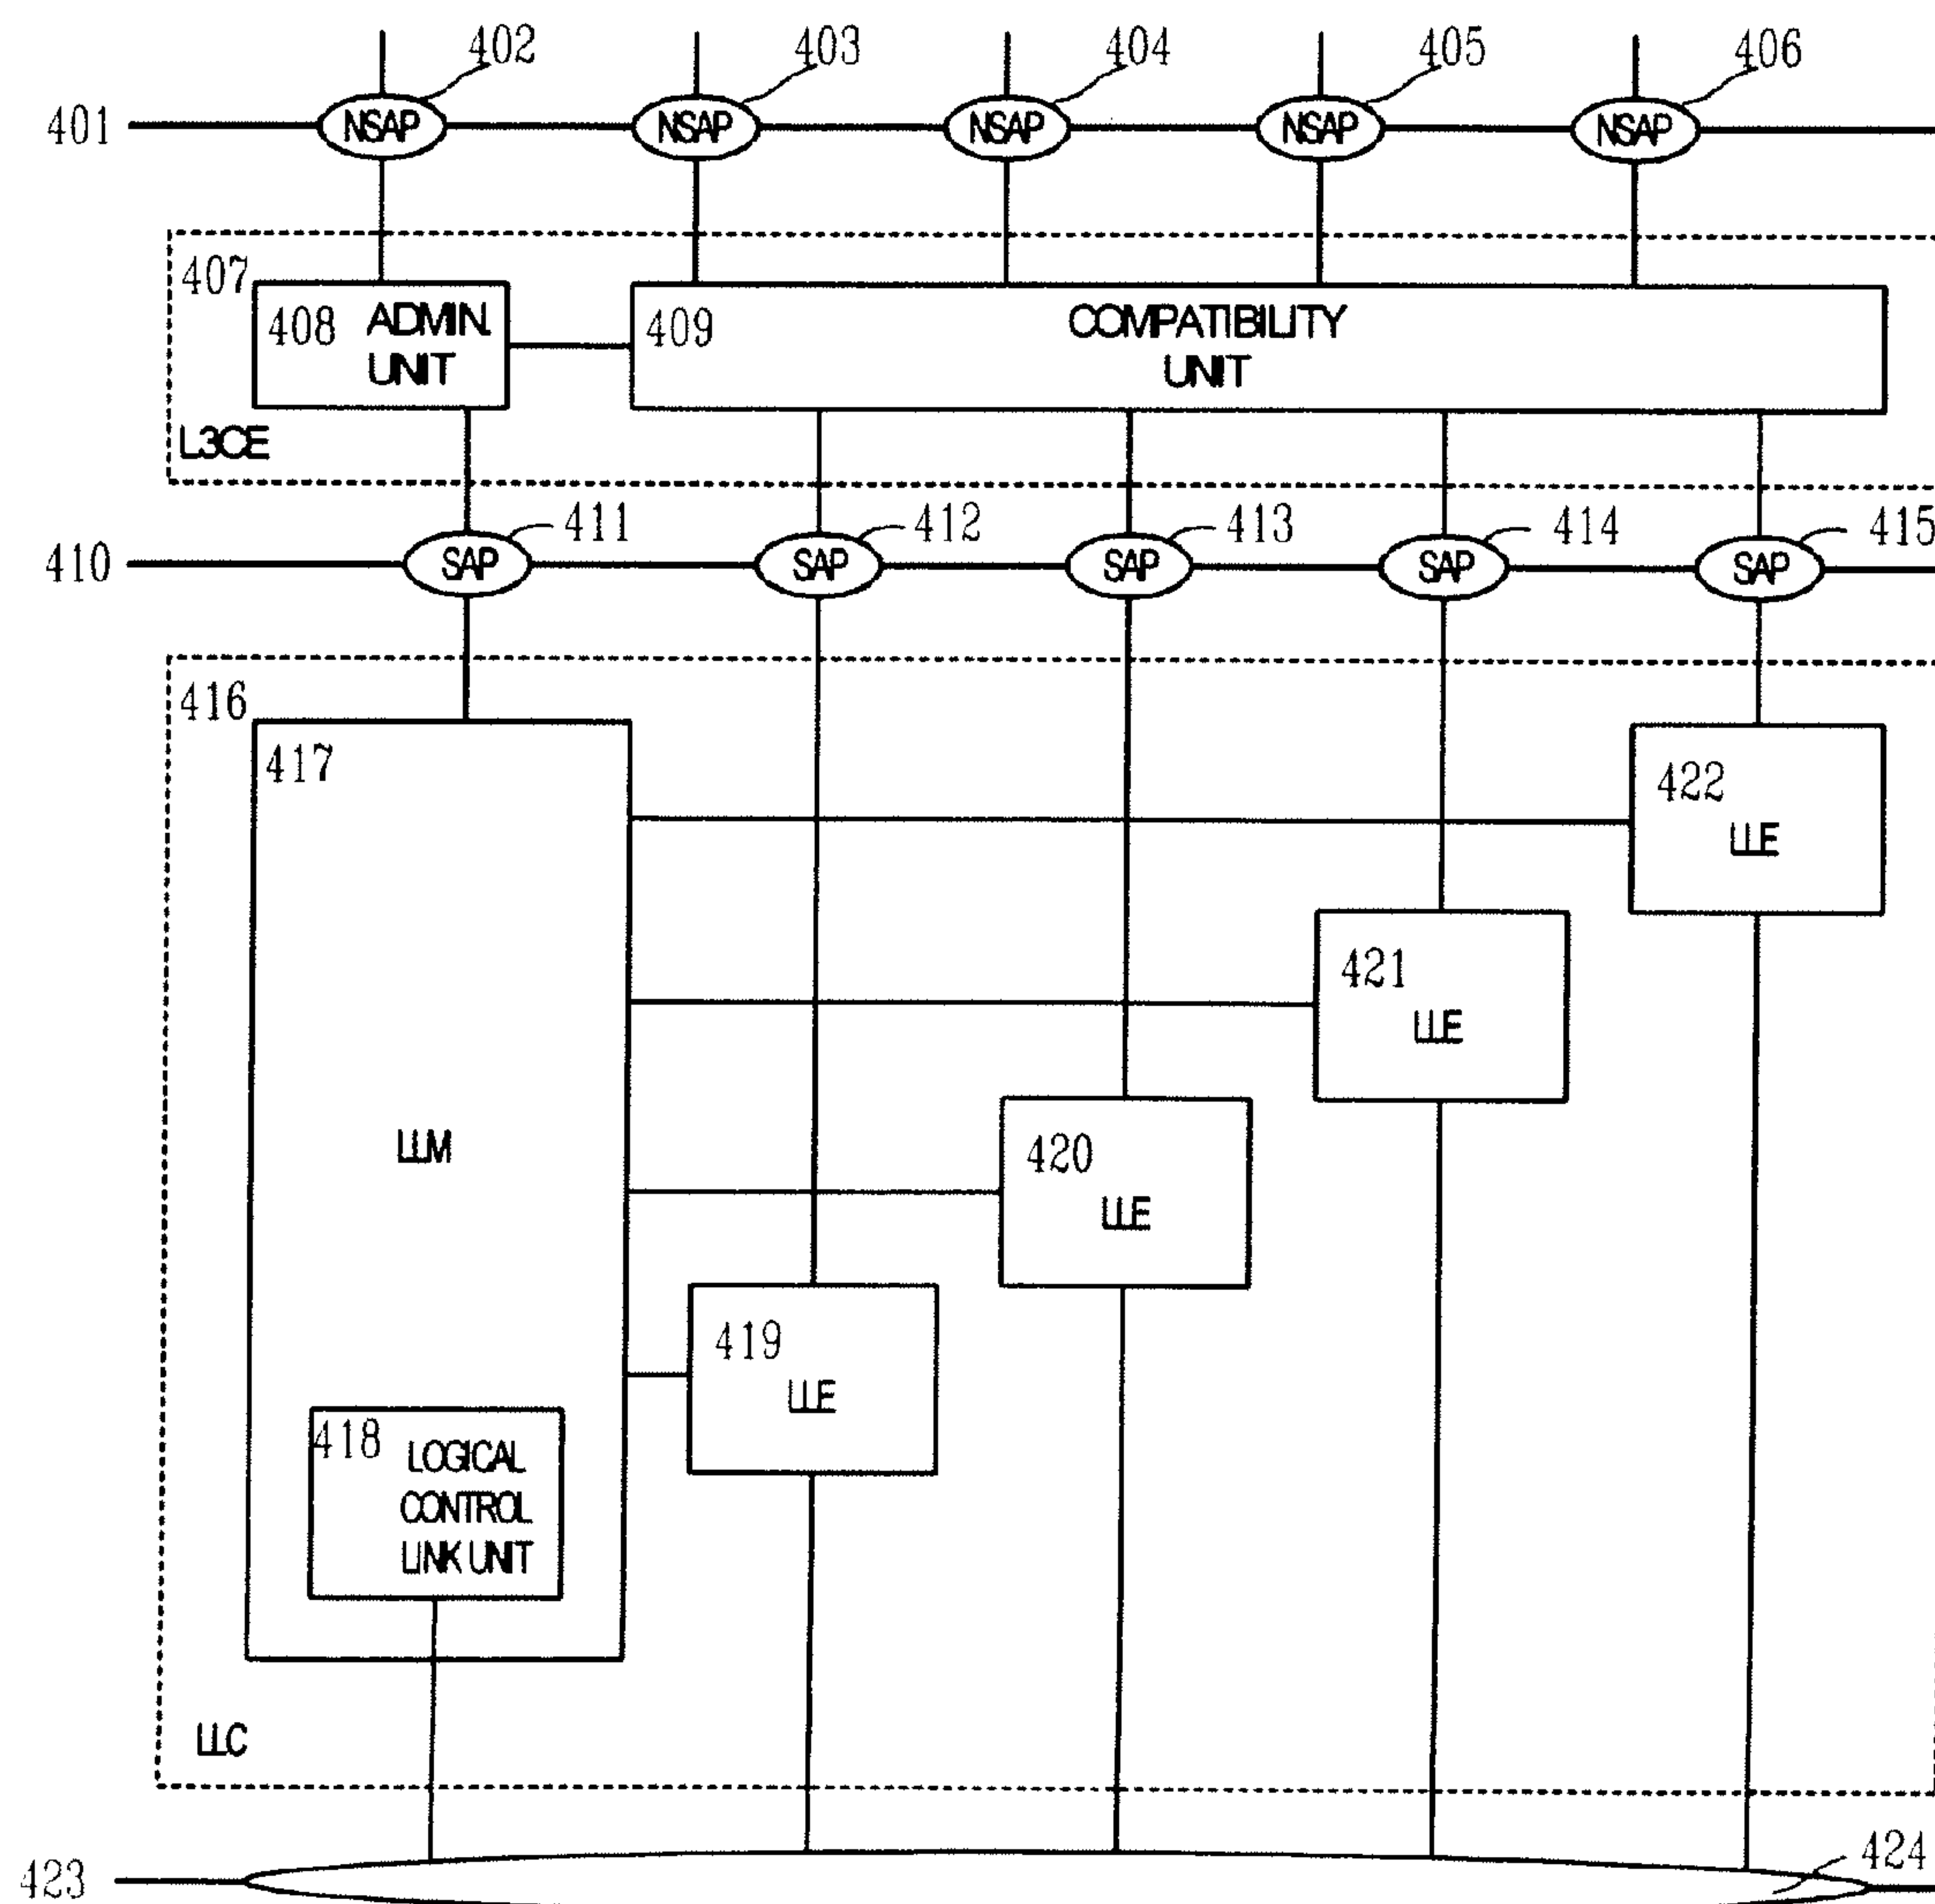 402
403
404
405
406
401
NSAP
NSAP
NSAP
NSAP
NSAP
407
408
ADMIN.
UNIT
409
COMPATIBILITY
UNIT
L3CE
411
412
413
414
415
410
SAP
SAP
SAP
SAP
SAP
416
417
LLM
422
LLE
421
LLE
420
LLE
419
LLE
418
LOGICAL
CONTROL
LINK UNIT
LLC
423
424